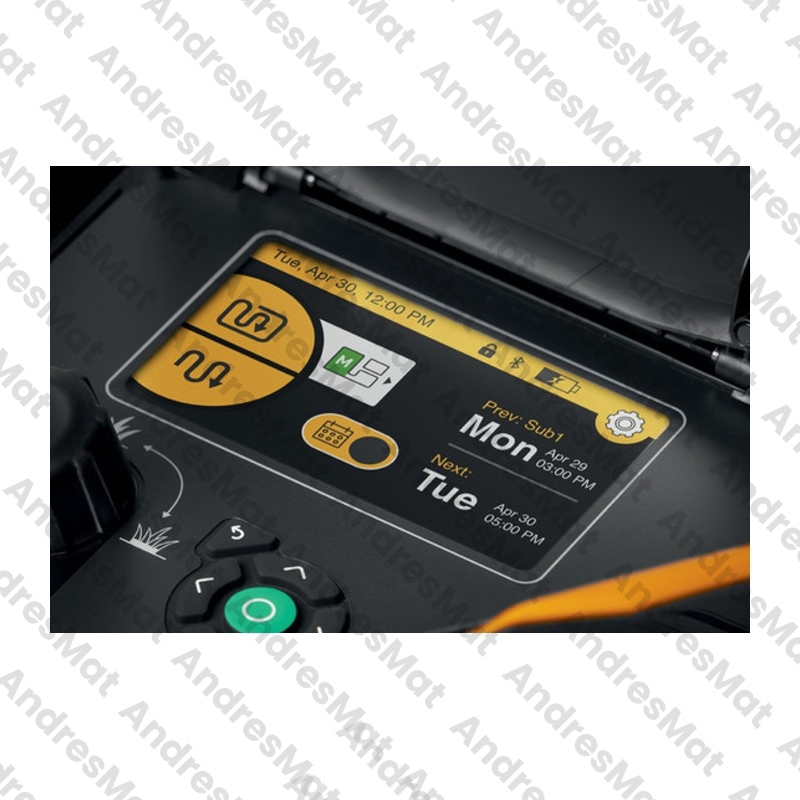 Tue, Apr 30, 12:00 PM
M
Prev: Sub1
Mon Apr 29
03:00 PM
Next:
Tue Apr 30
05:00 PM
AndresMat